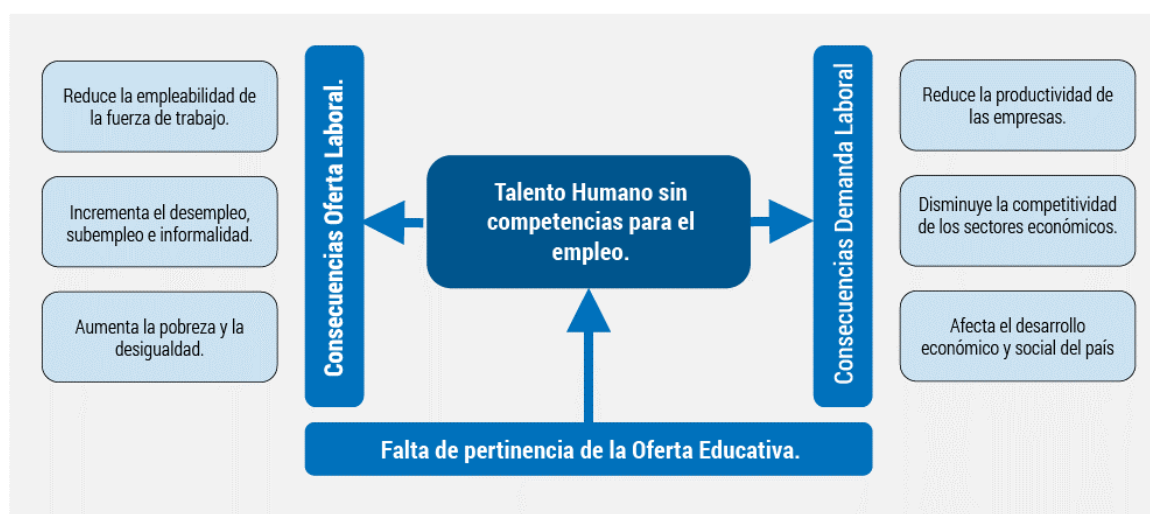 Reduce la empleabilidad de
la fuerza de trabajo.
Incrementa el desempleo,
subempleo e informalidad.
Aumenta la pobreza y la
desigualdad.
Consecuencias Oferta Laboral.
Talento Humano sin
competencias para el
empleo.
Consecuencias Demanda Laboral
Reduce la productividad de
las empresas.
Disminuye la competitividad
de los sectores económicos.
Afecta el desarrollo
económico y social del país
Falta de pertinencia de la Oferta Educativa.